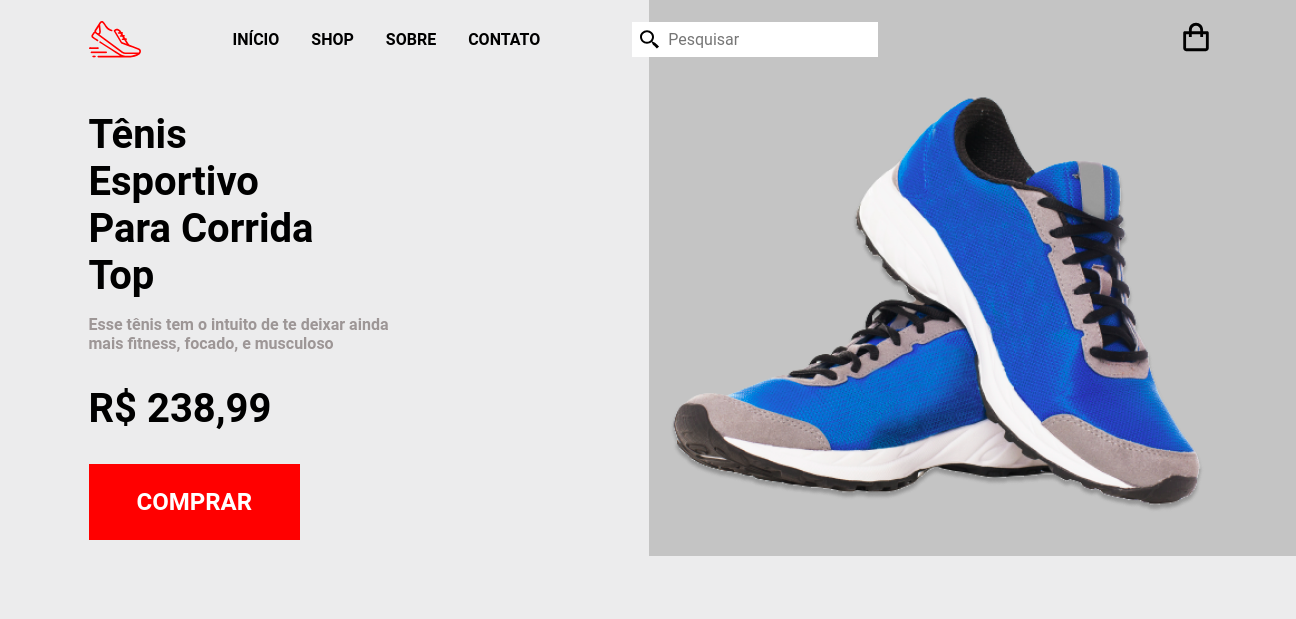 INÍCIO SHOP SOBRE CONTATO Pesquisar
Tênis
Esportivo
Para Corrida
Top
Esse tênis tem o intuito de te deixar ainda
mais fitness, focado, e musculoso
R$ 238,99
COMPRAR